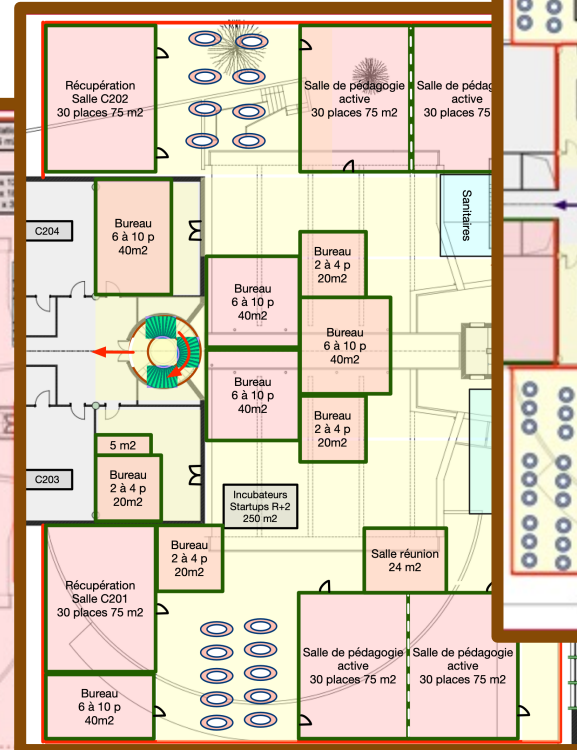 Récupération
Salle C202
30 places 75 m2
Salle de pédagogie
active
30 places 75 m2
Salle de pédag
active
30 places 75
Sanitaires
C204
Bureau
6 à 10 p
40m2
Bureau
2 à 4 p
20m2
Bureau
6 à 10 p
40m2
Bureau
6 à 10 p
40m2
Bureau
6 à 10 p
40m2
Bureau
2 à 4 p
20m2
5 m2
C203
Bureau
2 à 4 p
20m2
Incubateurs
Startups R+2
250 m2
Bureau
2 à 4 p
20m2
Salle réunion
24 m2
Récupération
Salle C201
30 places 75 m2
Salle de pédagogie
active
30 places 75 m2
Salle de pédagogie
active
30 places 75 m2
Bureau
6 à 10 p
40m2